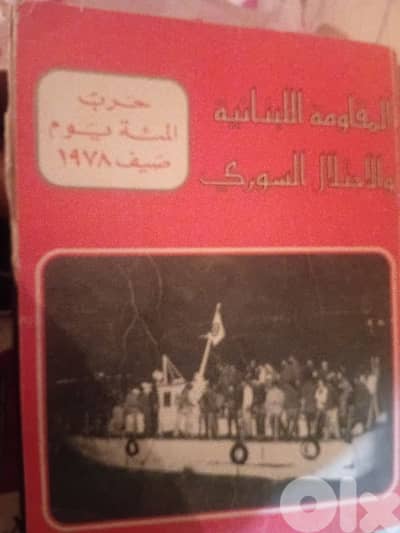 المقاومة اللبنانية
والاحتلال السوري
حرب
المئة يوم
صيف ١٩٧٨
olx